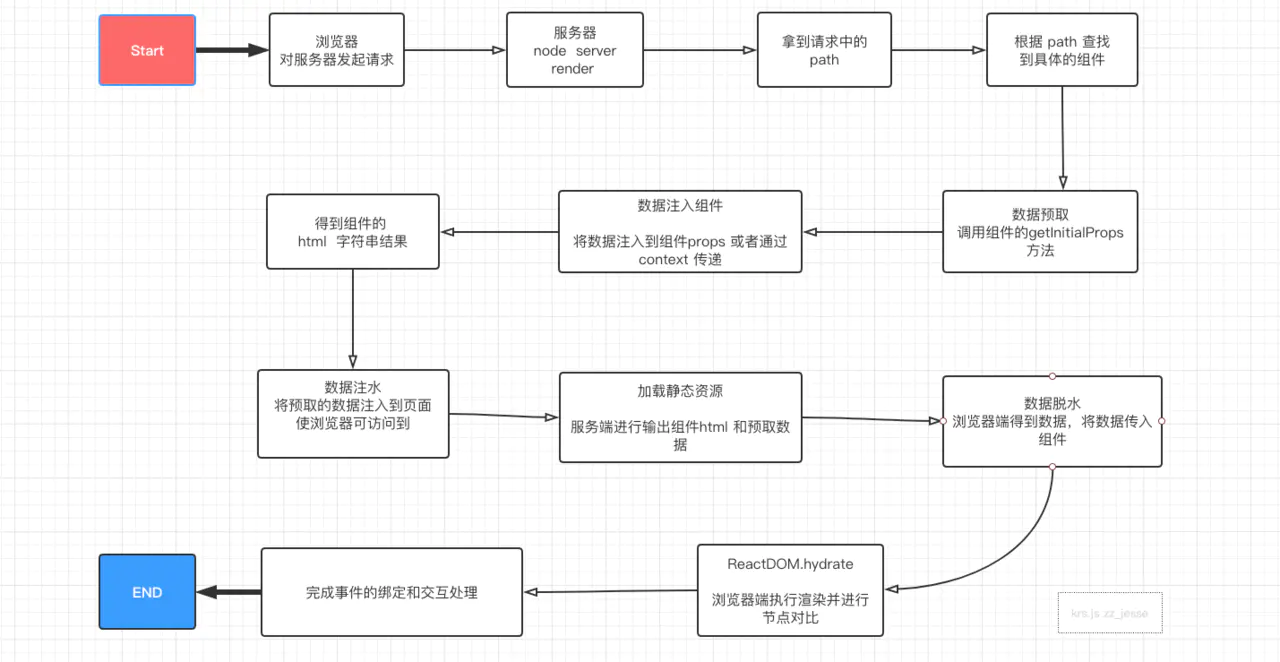 Start
浏览器
对服务器发起请求
服务器
node server
render
拿到请求中的
path
根据 path 查找
到具体的组件
数据预取
调用组件的getInitialProps
方法
数据注入组件
将数据注入到组件props 或者通过
context 传递
得到组件的
html 字符串结果
数据注水
将预取的数据注入到页面
使浏览器可访问到
加载静态资源
服务端进行输出组件html 和预取数
据
数据脱水
浏览器端得到数据，将数据传入
组件
ReactDOM.hydrate
浏览器端执行渲染并进行
节点对比
完成事件的绑定和交互处理
END
krs.js.zz_jesse